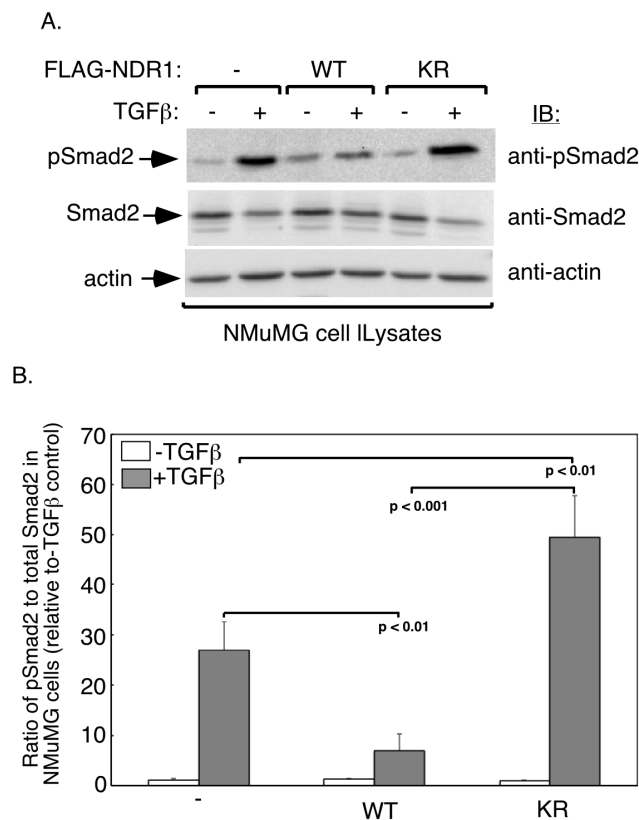 A.
FLAG-NDR1: - WT KR
TGFβ: - + - + - + IB:
pSmad2 anti-pSmad2
Smad2 anti-Smad2
actin anti-actin
NMuMG cell lLysates
B.
Ratio of pSmad2 to total Smad2 in
NMuMG cells (relative to-TGFβ control)
70
60
50
40
30
20
10
0
-TGFβ
+TGFβ
p < 0.01
p < 0.001
p < 0.01
- WT KR